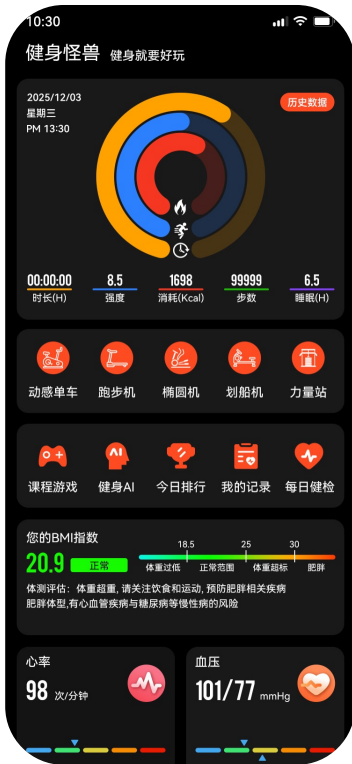 10:30
健身怪兽 健身就要好玩
2025/12/03
历史数据
星期三
PM 13:30
00:00:00 8.5 1698 99999 6.5
时长(H) 强度 消耗(Kcal) 步数 睡眠(H)
动感单车 跑步机 椭圆机 划船机 力量站
AI
课程游戏 健身AI 今日排行 我的记录 每日健检
您的BMI指数
18.5 25 30
20.9 正常
体重过低 正常范围 体重超标 肥胖
体测评估：体重超重, 请关注饮食和运动, 预防肥胖相关疾病
肥胖体型,有心血管疾病与糖尿病等慢性病的风险
心率 血压
98 次/分钟 101/77 mmHg